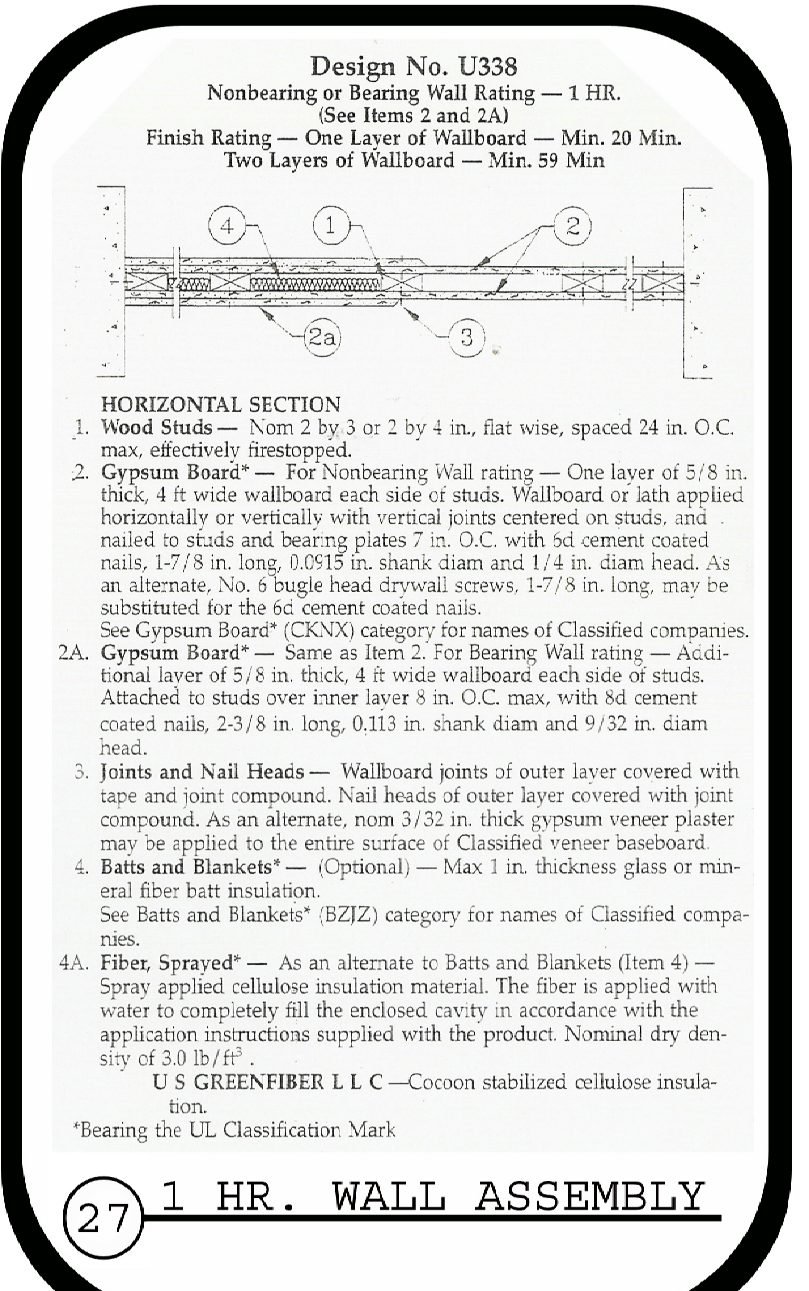 Design No. U338
Nonbearing or Bearing Wall Rating — 1 HR.
(See Items 2 and 2A)
Finish Rating — One Layer of Wallboard — Min. 20 Min.
Two Layers of Wallboard — Min. 59 Min
4
1
2
2a
3
HORIZONTAL SECTION
1. Wood Studs — Nom 2 by 3 or 2 by 4 in., flat wise, spaced 24 in. O.C.
max, effectively firestopped.
2. Gypsum Board* — For Nonbearing Wall rating — One layer of 5/8 in.
thick, 4 ft wide wallboard each side of studs. Wallboard or lath applied
horizontally or vertically with vertical joints centered on studs, and
nailed to studs and bearing plates 7 in. O.C. with 6d cement coated
nails, 1-7/8 in. long, 0.0915 in. shank diam and 1/4 in. diam head. As
an alternate, No. 6 bugle head drywall screws, 1-7/8 in. long, may be
substituted for the 6d cement coated nails.
See Gypsum Board* (CKNX) category for names of Classified companies.
2A. Gypsum Board* — Same as Item 2. For Bearing Wall rating — Addi-
tional layer of 5/8 in. thick, 4 ft wide wallboard each side of studs.
Attached to studs over inner layer 8 in. O.C. max, with 8d cement
coated nails, 2-3/8 in. long, 0.113 in. shank diam and 9/32 in. diam
head.
3. Joints and Nail Heads — Wallboard joints of outer layer covered with
tape and joint compound. Nail heads of outer layer covered with joint
compound. As an alternate, nom 3/32 in. thick gypsum veneer plaster
may be applied to the entire surface of Classified veneer baseboard.
4. Batts and Blankets* — (Optional) — Max 1 in. thickness glass or min-
eral fiber batt insulation.
See Batts and Blankets* (BZJZ) category for names of Classified compa-
nies.
4A. Fiber, Sprayed* — As an alternate to Batts and Blankets (Item 4) —
Spray applied cellulose insulation material. The fiber is applied with
water to completely fill the enclosed cavity in accordance with the
application instructions supplied with the product. Nominal dry den-
sity of 3.0 lb/ft³ .
U S GREENFIBER L L C —Cocoon stabilized cellulose insula-
tion.
*Bearing the UL Classification Mark
27
1 HR. WALL ASSEMBLY